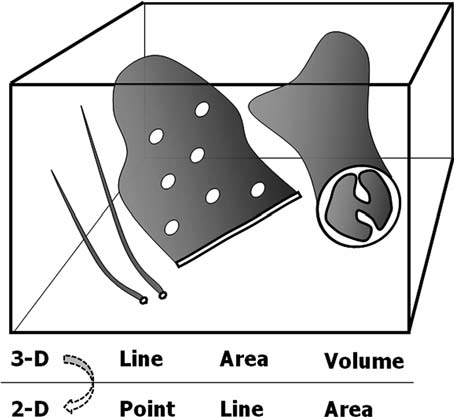 3-D Line Area Volume
2-D Point Line Area